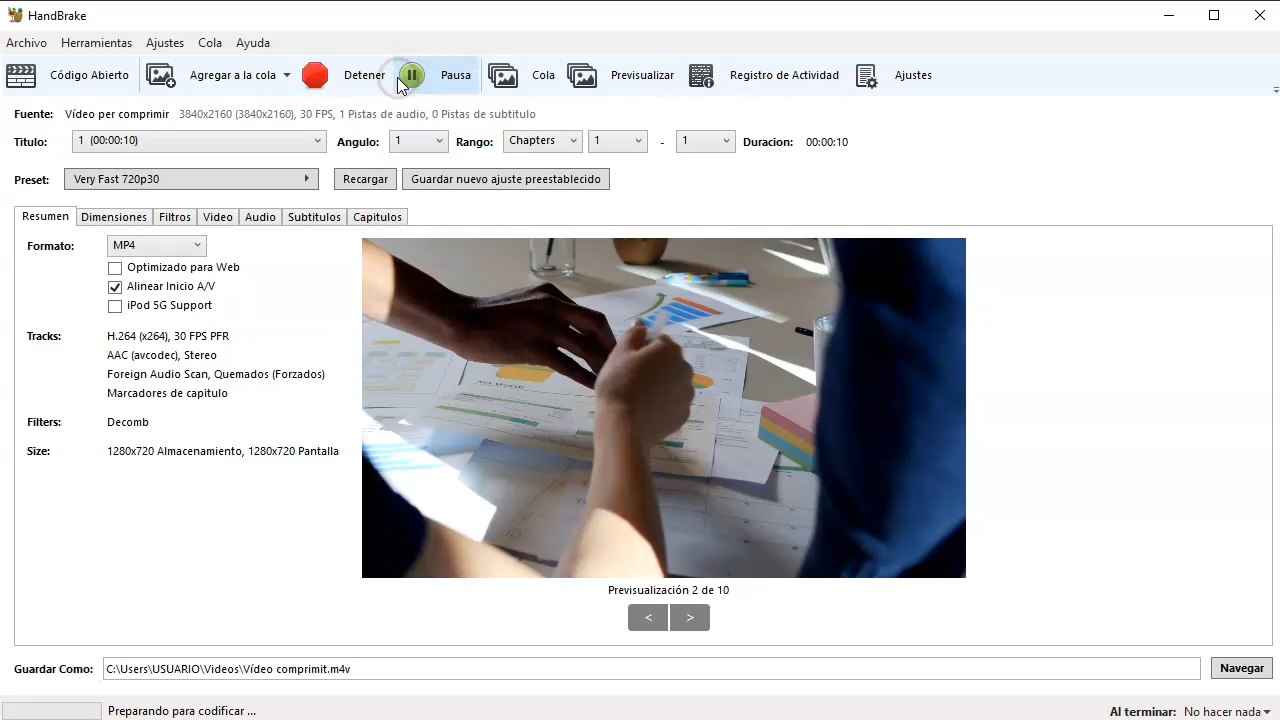 HandBrake
Archivo Herramientas Ajustes Cola Ayuda
Código Abierto Agregar a la cola Detener Pausa Cola Previsualizar Registro de Actividad Ajustes
Fuente: Vídeo per comprimir 3840x2160 (3840x2160), 30 FPS, 1 Pistas de audio, 0 Pistas de subtitulo
Titulo: 1 (00:00:10) Angulo: 1 Rango: Chapters 1 - 1 Duracion: 00:00:10
Preset: Very Fast 720p30 Recargar Guardar nuevo ajuste preestablecido
Resumen Dimensiones Filtros Video Audio Subtitulos Capitulos
Formato: MP4
Optimizado para Web
Alinear Inicio A/V
iPod 5G Support
Tracks: H.264 (x264), 30 FPS PFR
AAC (avcodec), Stereo
Foreign Audio Scan, Quemados (Forzados)
Marcadores de capitulo
Filters: Decomb
Size: 1280x720 Almacenamiento, 1280x720 Pantalla
Net Worth
Previsualización 2 de 10
< >
Guardar Como: C:\Users\USUARIO\Videos\Vídeo comprimit.m4v Navegar
Preparando para codificar ... Al terminar: No hacer nada